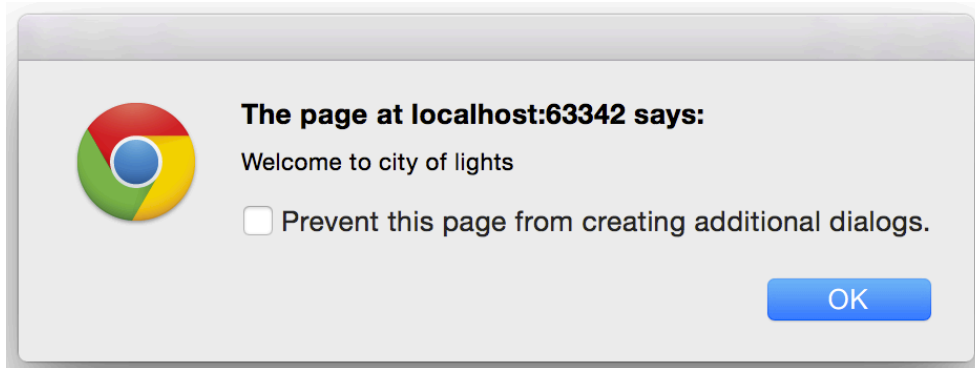 The page at localhost:63342 says:
Welcome to city of lights
Prevent this page from creating additional dialogs.
OK